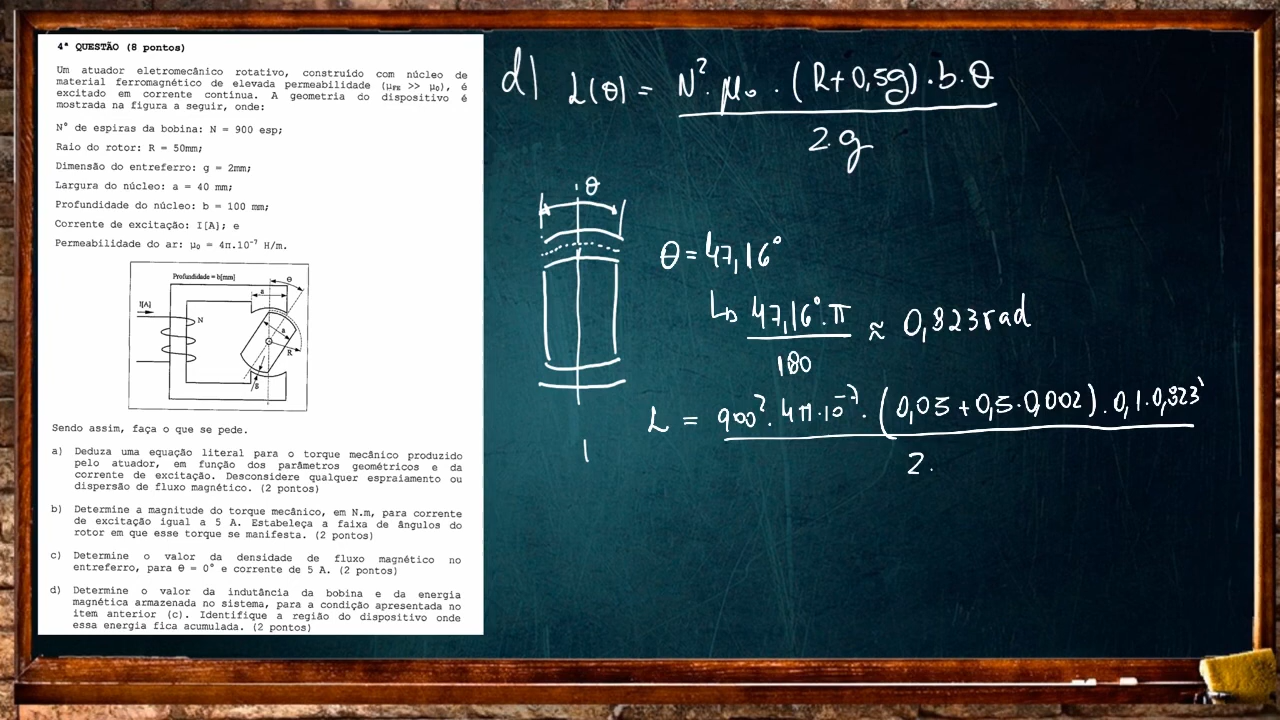 4ª QUESTÃO (8 pontos)
Um atuador eletromecânico rotativo, construído com núcleo de
material ferromagnético de elevada permeabilidade (μFE >> μ0), é
excitado em corrente contínua. A geometria do dispositivo é
mostrada na figura a seguir, onde:
N° de espiras da bobina: N = 900 esp;
Raio do rotor: R = 50mm;
Dimensão do entreferro: g = 2mm;
Largura do núcleo: a = 40 mm;
Profundidade do núcleo: b = 100 mm;
Corrente de excitação: I[A]; e
Permeabilidade do ar: μ0 = 4π.10⁻⁷ H/m.
Profundidade = b[mm]
θ
a
I[A]
N
a
R
g
Sendo assim, faça o que se pede.
a) Deduza uma equação literal para o torque mecânico produzido
pelo atuador, em função dos parâmetros geométricos e da
corrente de excitação. Desconsidere qualquer espraiamento ou
dispersão de fluxo magnético. (2 pontos)
b) Determine a magnitude do torque mecânico, em N.m, para corrente
de excitação igual a 5 A. Estabeleça a faixa de ângulos do
rotor em que esse torque se manifesta. (2 pontos)
c) Determine o valor da densidade de fluxo magnético no
entreferro, para θ = 0° e corrente de 5 A. (2 pontos)
d) Determine o valor da indutância da bobina e da energia
magnética armazenada no sistema, para a condição apresentada no
item anterior (c). Identifique a região do dispositivo onde
essa energia fica acumulada. (2 pontos)
d) L(θ) = N². μ0 . (R+0,5g).b.θ
2.g
θ
θ = 47,16°
↳ 47,16°.π ≈ 0,823rad
180
L = 900². 4π.10⁻⁷. (0,05 + 0,5.0,002). 0,1.0,823
2.